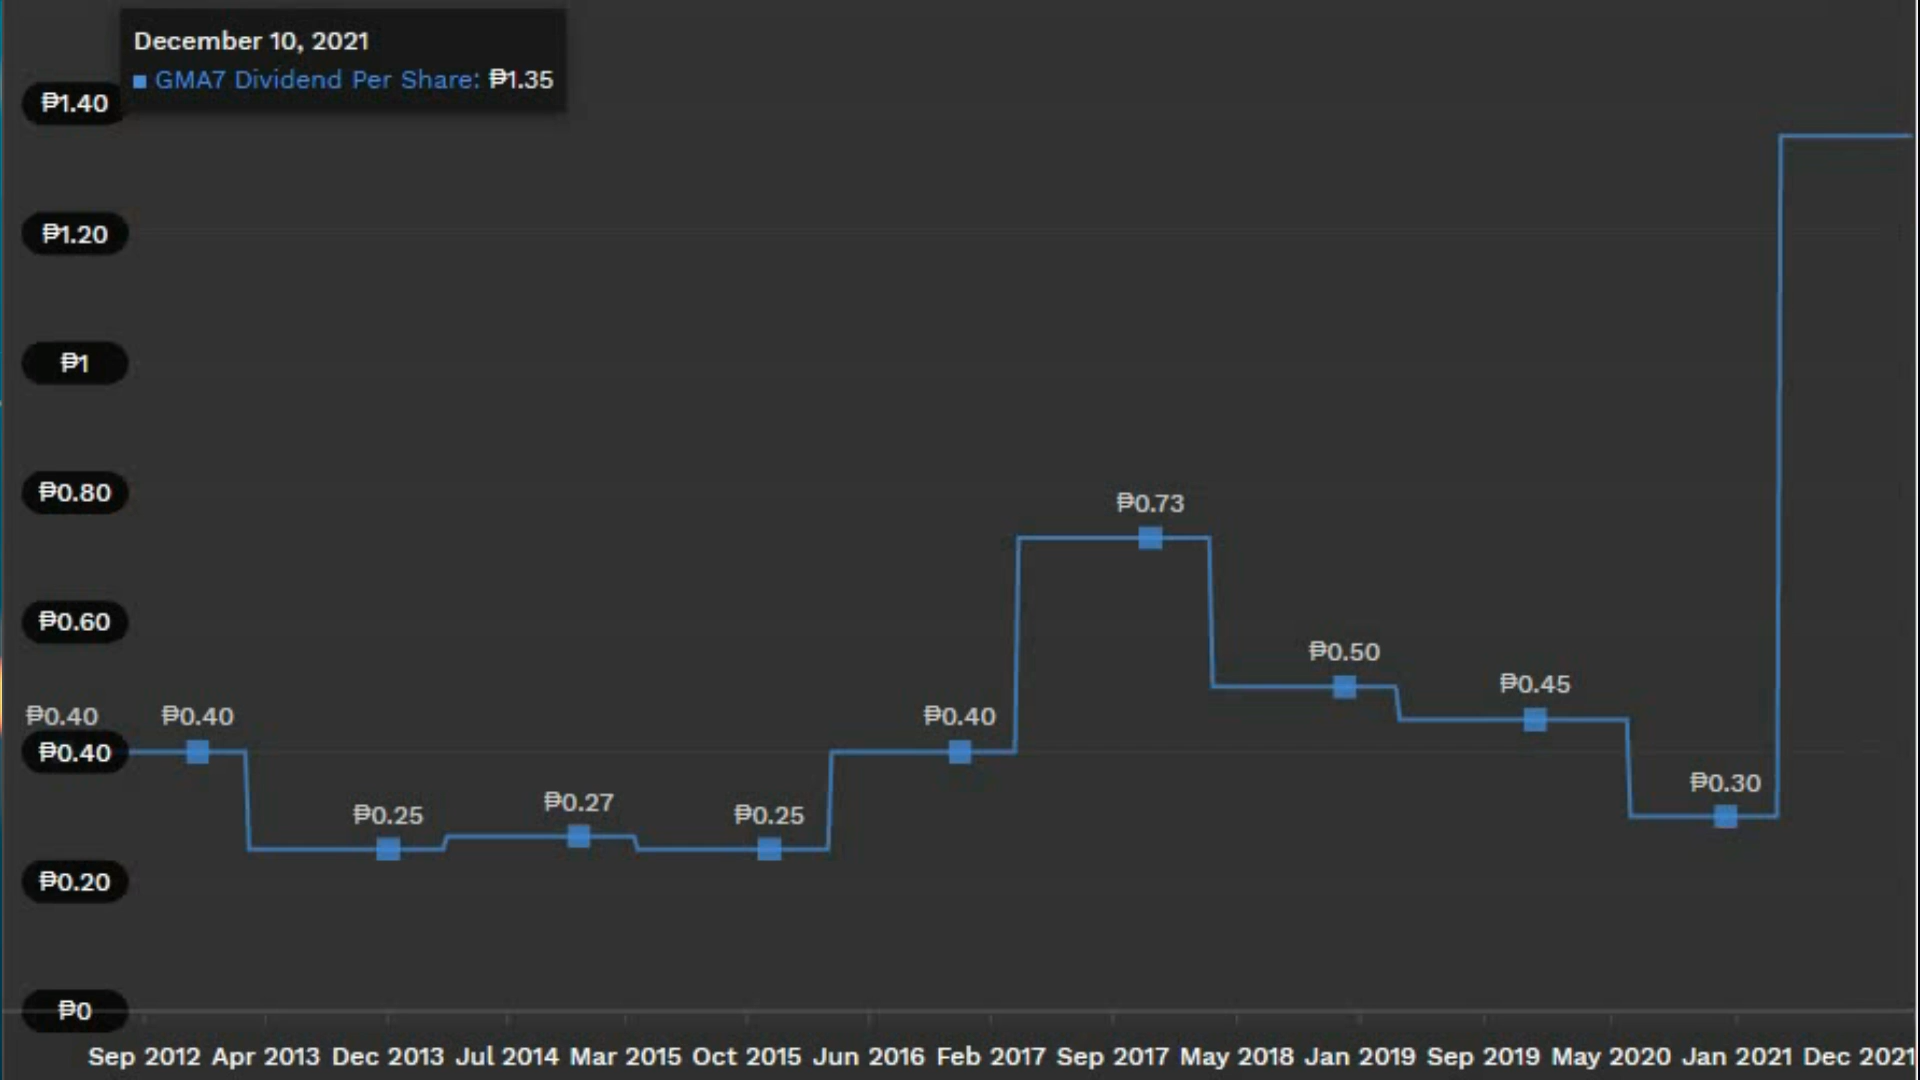 December 10, 2021
GMA7 Dividend Per Share: ₱1.35
₱1.40
₱1.20
₱1
₱0.80
₱0.73
₱0.60
₱0.50
₱0.45
₱0.40 ₱0.40 ₱0.40
₱0.40
₱0.30
₱0.25 ₱0.27 ₱0.25
₱0.20
₱0
Sep 2012 Apr 2013 Dec 2013 Jul 2014 Mar 2015 Oct 2015 Jun 2016 Feb 2017 Sep 2017 May 2018 Jan 2019 Sep 2019 May 2020 Jan 2021 Dec 2021